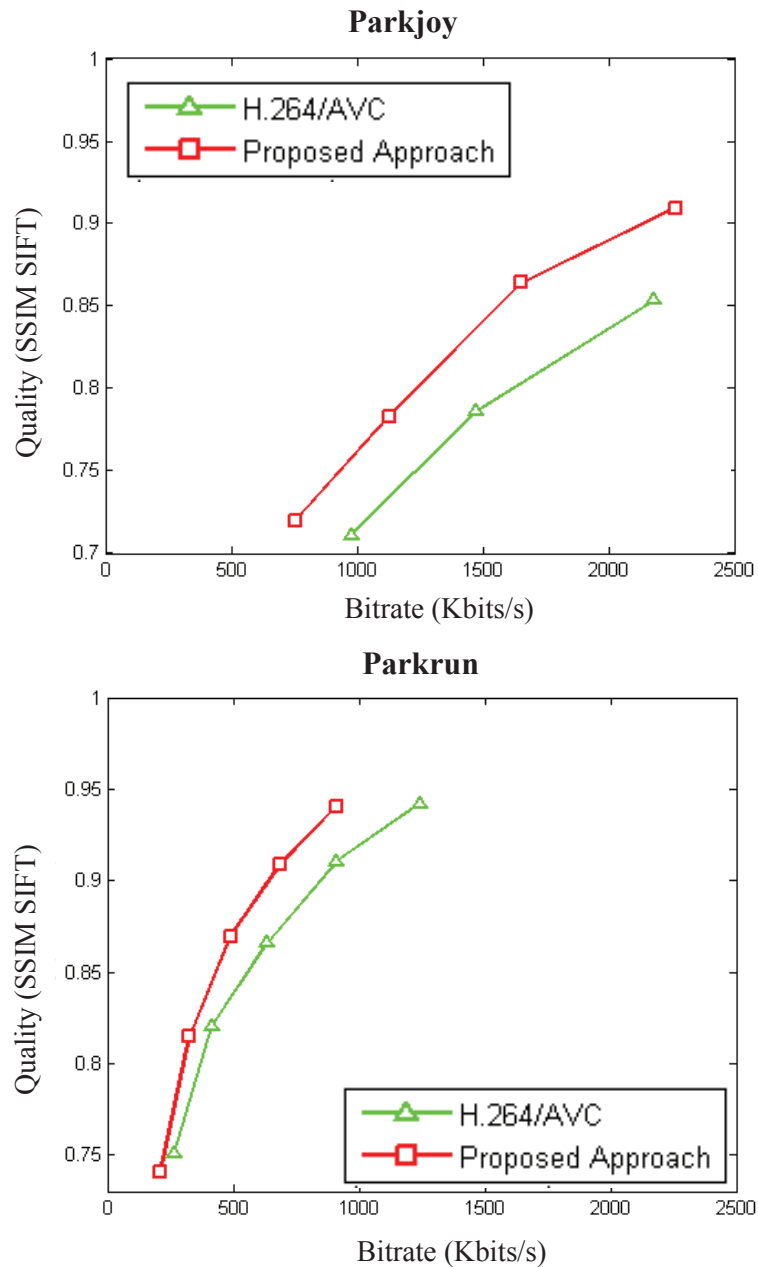 Parkjoy
1
0.95
0.9
0.85
0.8
0.75
0.7
Quality (SSIM SIFT)
H.264/AVC
Proposed Approach
0 500 1000 1500 2000 2500
Bitrate (Kbits/s)
Parkrun
1
0.95
0.9
0.85
0.8
0.75
Quality (SSIM SIFT)
H.264/AVC
Proposed Approach
0 500 1000 1500 2000 2500
Bitrate (Kbits/s)